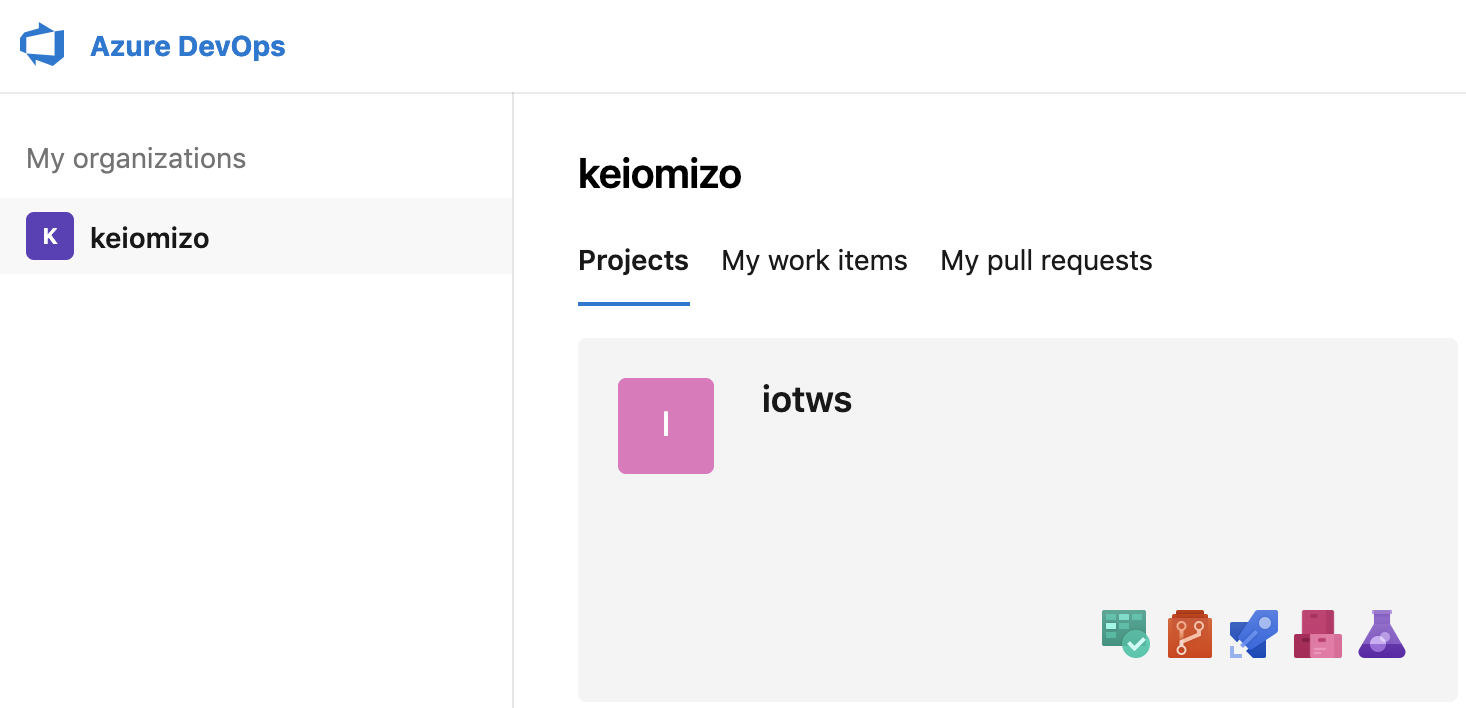 Azure DevOps
My organizations
K
keiomizo
keiomizo
Projects My work items My pull requests
I
iotws